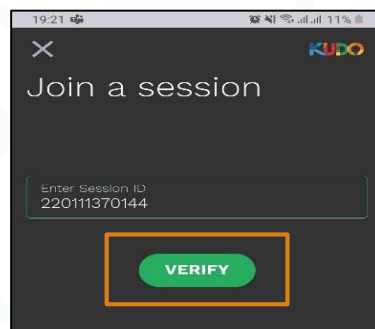 19:21
11%
KUDO
Join a session
Enter Session ID
220111370144
VERIFY